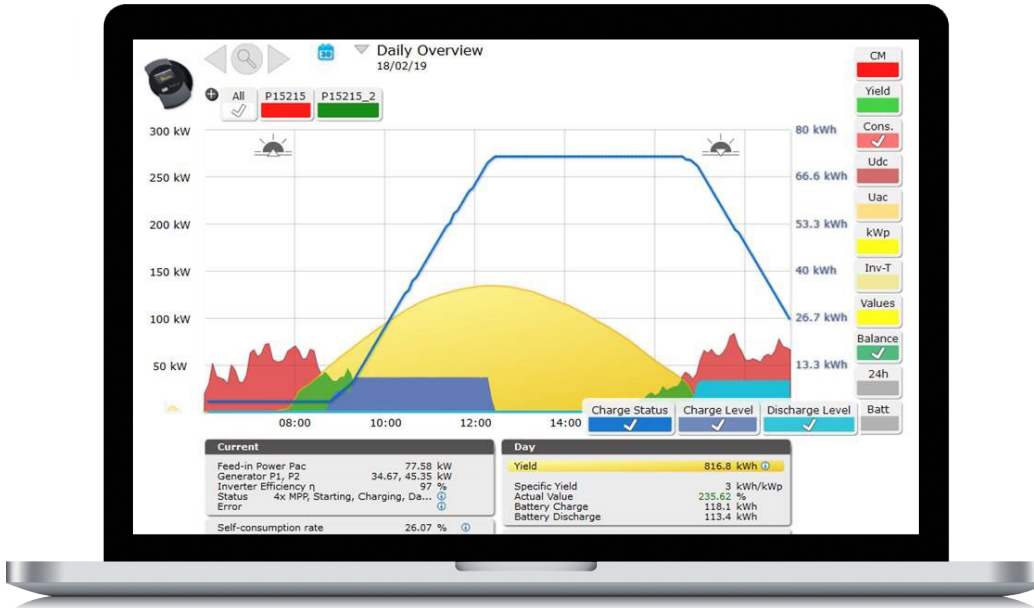 30
Daily Overview
18/02/19
All P15215 P15215_2
300 kW
250 kW
200 kW
150 kW
100 kW
50 kW
80 kWh
66.6 kWh
53.3 kWh
40 kWh
26.7 kWh
13.3 kWh
08:00 10:00 12:00 14:00
Charge Status Charge Level Discharge Level
CM
Yield
Cons.
Udc
Uac
kWp
Inv-T
Values
Balance
24h
Batt
Current
Feed-in Power Pac 77.58 kW
Generator P1, P2 34.67, 45.35 kW
Inverter Efficiency η 97 %
Status 4x MPP, Starting, Charging, Da...
Error
Self-consumption rate 26.07 %
Day
Yield 816.8 kWh
Specific Yield 3 kWh/kWp
Actual Value 235.62 %
Battery Charge 118.1 kWh
Battery Discharge 113.4 kWh